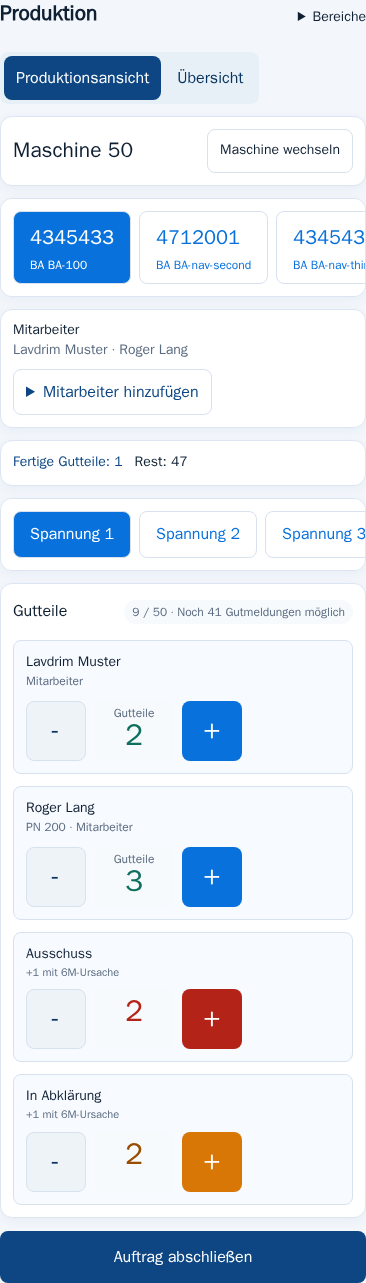 Produktion
▶ Bereiche
Produktionsansicht Übersicht
Maschine 50 Maschine wechseln
4345433 4712001 434543
BA BA-100 BA BA-nav-second BA BA-nav-thi
Mitarbeiter
Lavdrim Muster · Roger Lang
▶ Mitarbeiter hinzufügen
Fertige Gutteile: 1 Rest: 47
Spannung 1 Spannung 2 Spannung 3
Gutteile 9 / 50 · Noch 41 Gutmeldungen möglich
Lavdrim Muster
Mitarbeiter
Gutteile
- 2 +
Roger Lang
PN 200 · Mitarbeiter
Gutteile
- 3 +
Ausschuss
+1 mit 6M-Ursache
- 2 +
In Abklärung
+1 mit 6M-Ursache
- 2 +
Auftrag abschließen